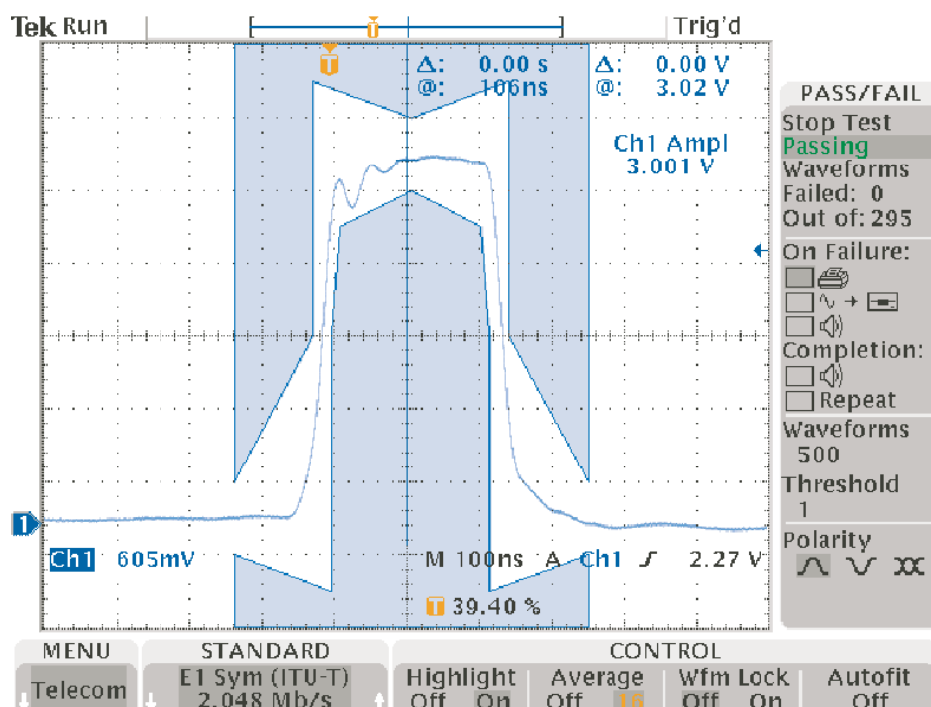 Tek Run Trig'd
T
T
Δ: 0.00 s Δ: 0.00 V
@: 106ns @: 3.02 V
Ch1 Ampl
3.001 V
1
Ch1 605mV M 100ns A Ch1 2.27 V
T 39.40 %
PASS/FAIL
Stop Test
Passing
Waveforms
Failed: 0
Out of: 295
On Failure:
Completion:
Repeat
Waveforms
500
Threshold
1
Polarity
MENU STANDARD CONTROL
Telecom
E1 Sym (ITU-T)
2.048 Mb/s
Highlight
Off On
Average
Off 16
Wfm Lock
Off On
Autofit
Off